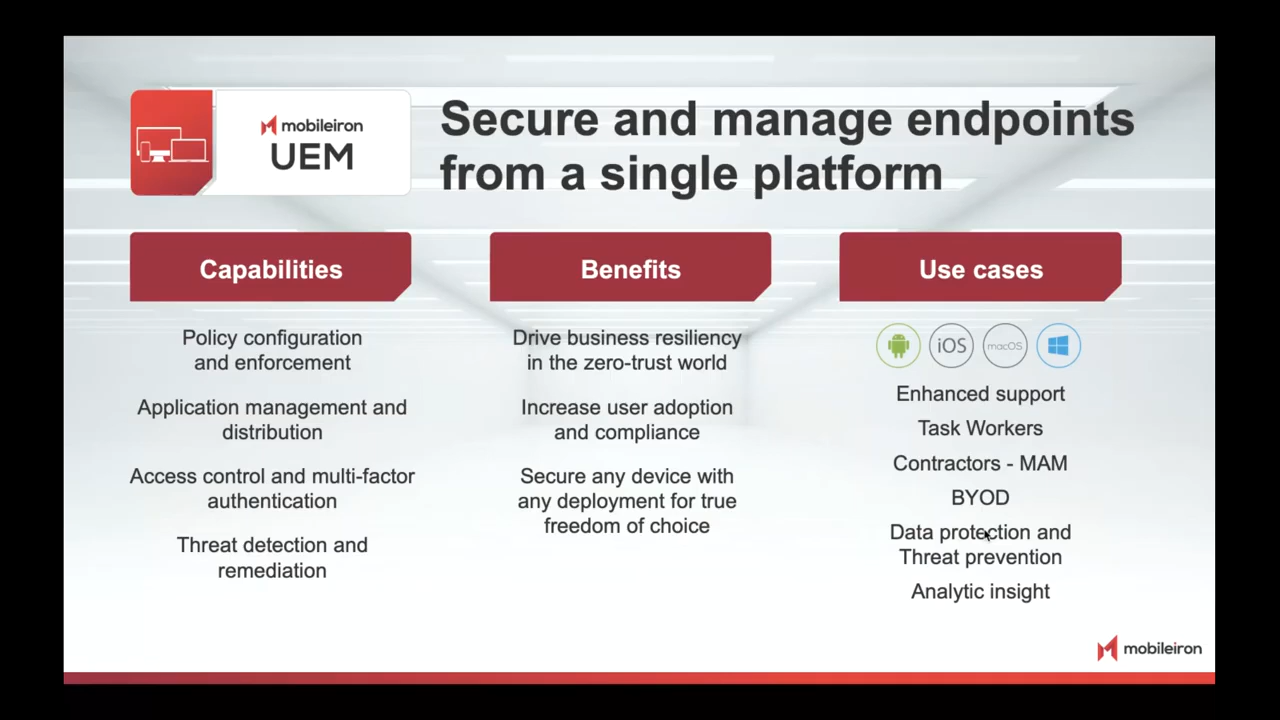 mobileiron
UEM
Secure and manage endpoints
from a single platform
Capabilities
Policy configuration
and enforcement
Application management and
distribution
Access control and multi-factor
authentication
Threat detection and
remediation
Benefits
Drive business resiliency
in the zero-trust world
Increase user adoption
and compliance
Secure any device with
any deployment for true
freedom of choice
Use cases
iOS
macOS
Enhanced support
Task Workers
Contractors - MAM
BYOD
Data protection and
Threat prevention
Analytic insight
mobileiron